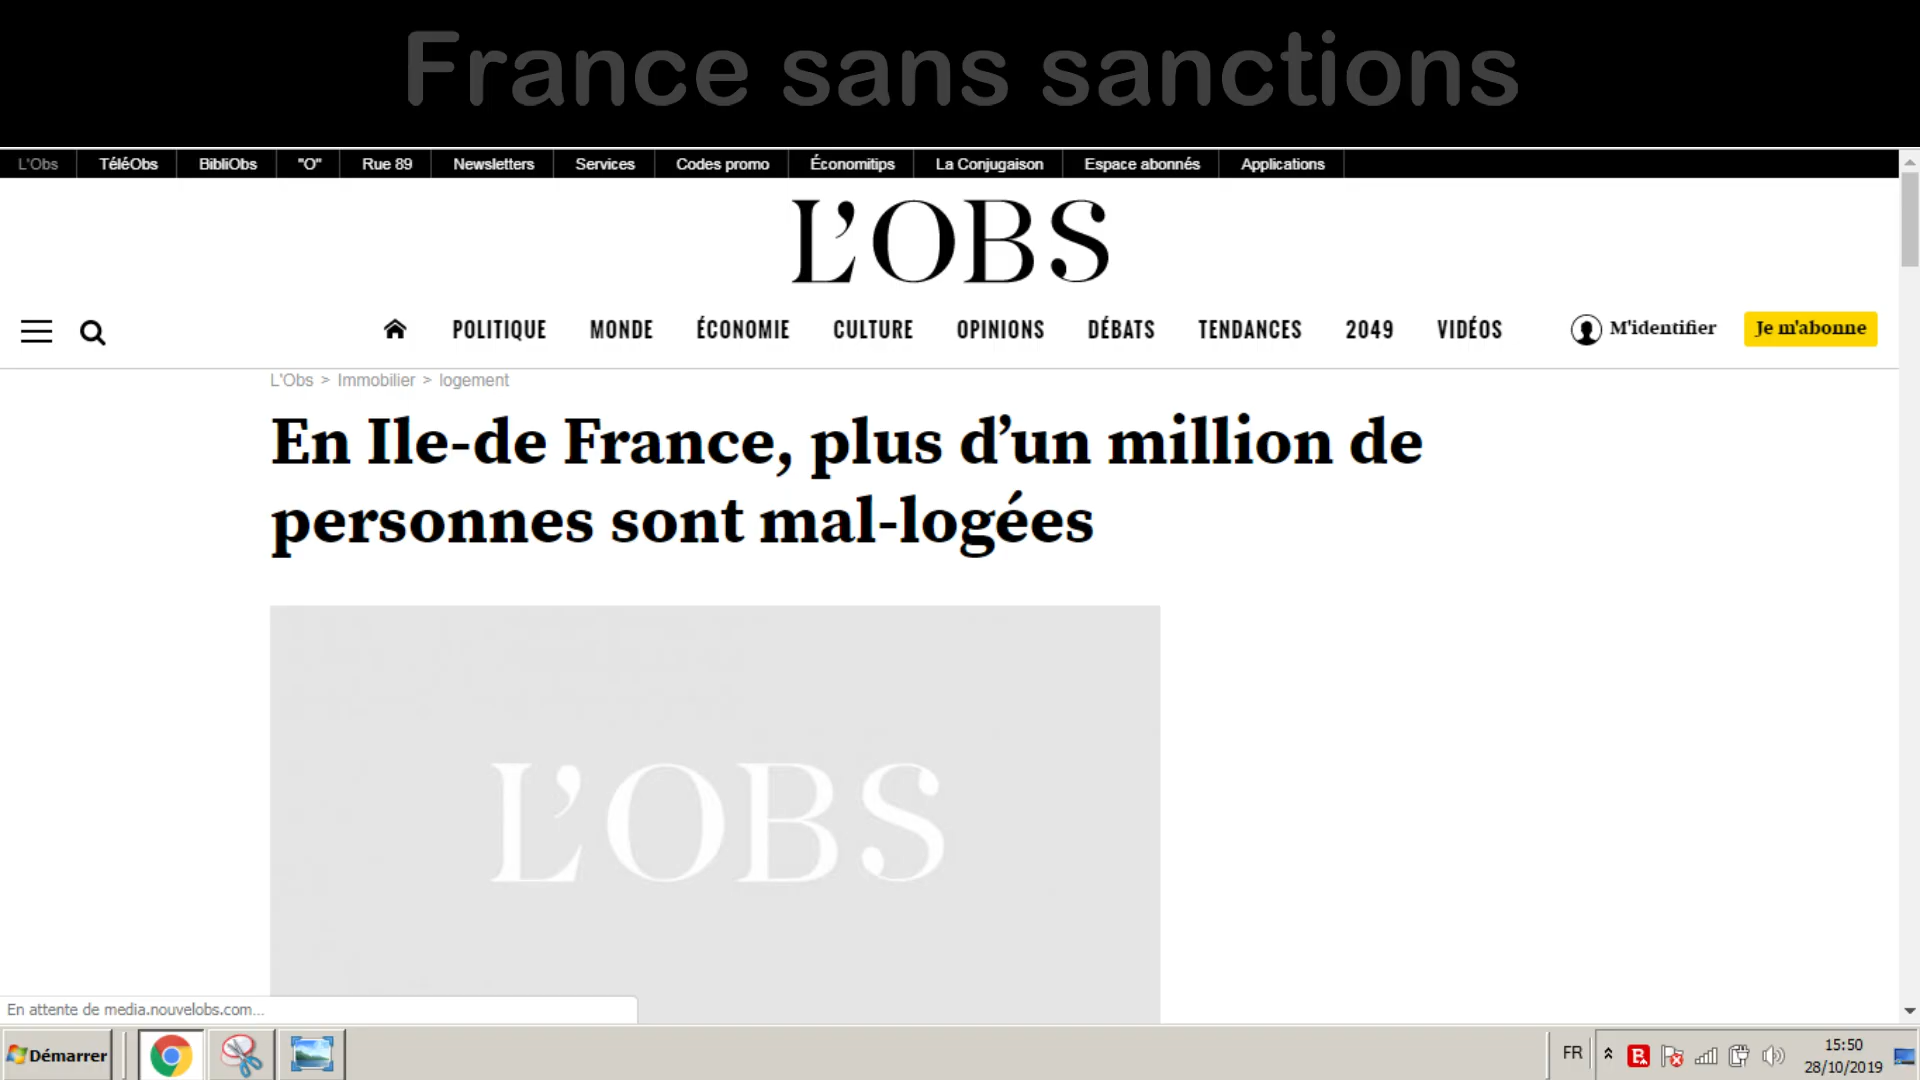 France sans sanctions
L'Obs TéléObs BibliObs "O" Rue 89 Newsletters Services Codes promo Économitips La Conjugaison Espace abonnés Applications
L'OBS
POLITIQUE MONDE ÉCONOMIE CULTURE OPINIONS DÉBATS TENDANCES 2049 VIDÉOS M'identifier Je m'abonne
L'Obs > Immobilier > logement
En Ile-de France, plus d’un million de
personnes sont mal-logées
L'OBS
En attente de media.nouvelobs.com...
Démarrer
FR
15:50
28/10/2019